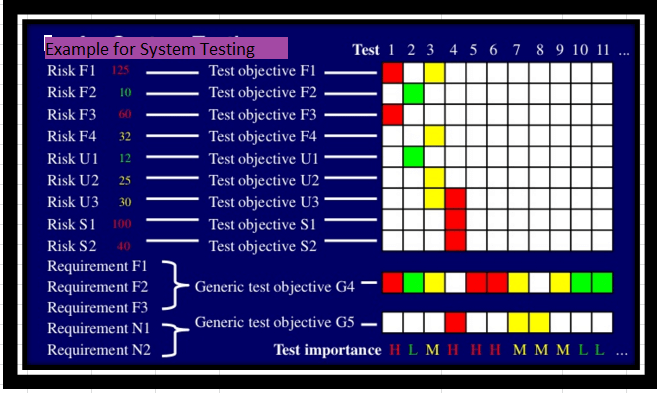 Example for System Testing
Test 1 2 3 4 5 6 7 8 9 10 11 ...
Risk F1 125 Test objective F1
Risk F2 10 Test objective F2
Risk F3 60 Test objective F3
Risk F4 32 Test objective F4
Risk U1 12 Test objective U1
Risk U2 25 Test objective U2
Risk U3 30 Test objective U3
Risk S1 100 Test objective S1
Risk S2 40 Test objective S2
Requirement F1
Requirement F2 Generic test objective G4
Requirement F3
Requirement N1 Generic test objective G5
Requirement N2
Test importance H L M H H H M M M L L ...